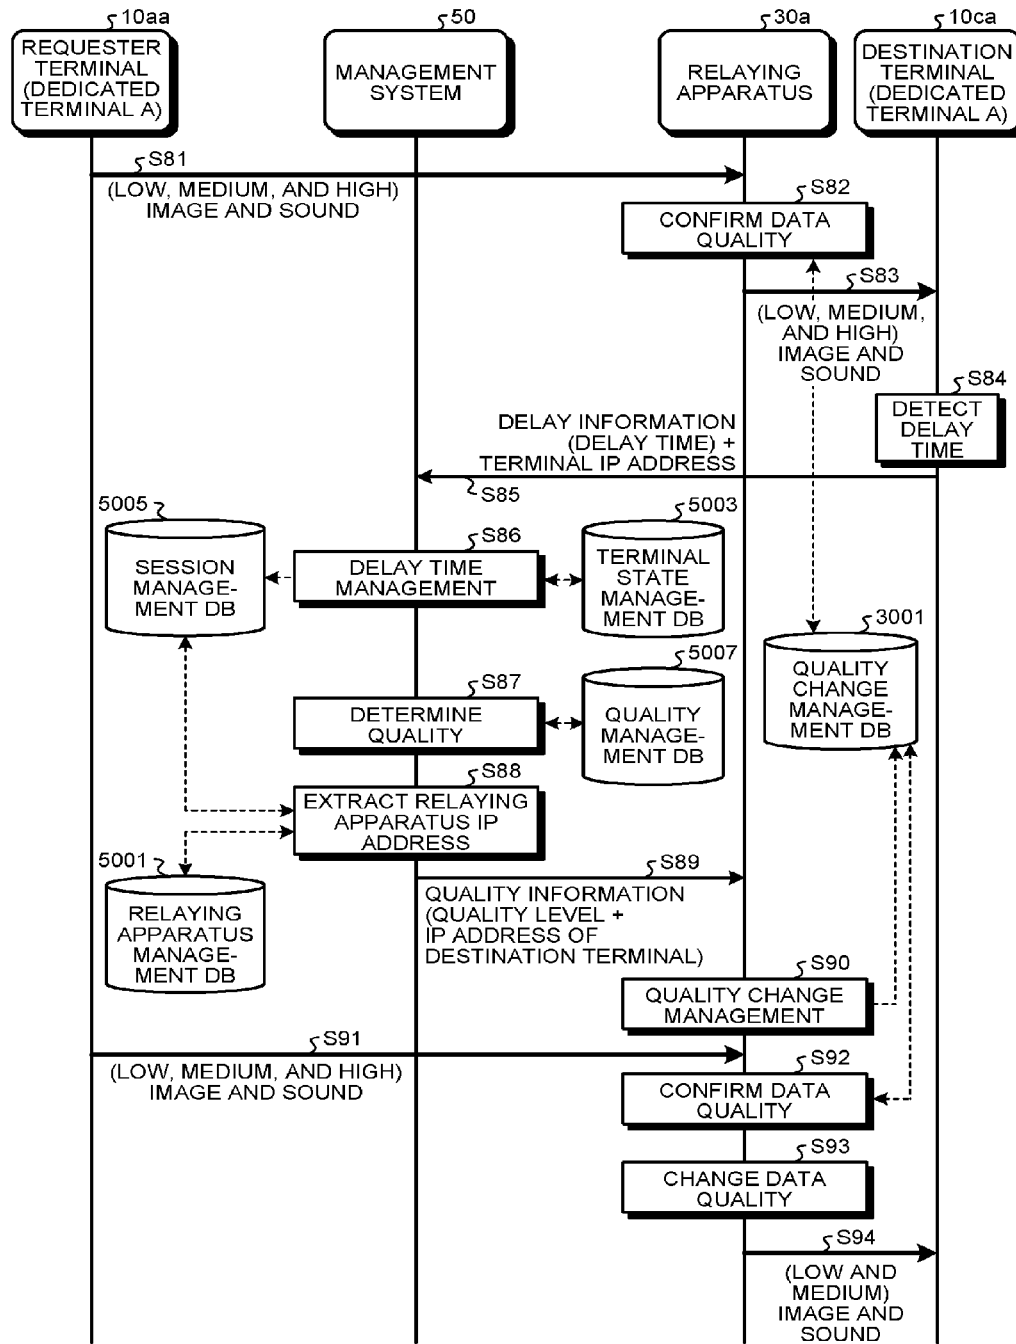 10aa
50
30a
10ca
REQUESTER
TERMINAL
(DEDICATED
TERMINAL A)
MANAGEMENT
SYSTEM
RELAYING
APPARATUS
DESTINATION
TERMINAL
(DEDICATED
TERMINAL A)
S81
(LOW, MEDIUM, AND HIGH)
IMAGE AND SOUND
S82
CONFIRM DATA
QUALITY
S83
(LOW, MEDIUM,
AND HIGH)
IMAGE AND
SOUND
S84
DETECT
DELAY
TIME
DELAY INFORMATION
(DELAY TIME) +
TERMINAL IP ADDRESS
S85
5005
SESSION
MANAGE-
MENT DB
S86
DELAY TIME
MANAGEMENT
5003
TERMINAL
STATE
MANAGE-
MENT DB
3001
QUALITY
CHANGE
MANAGE-
MENT DB
S87
DETERMINE
QUALITY
5007
QUALITY
MANAGE-
MENT DB
S88
EXTRACT RELAYING
APPARATUS IP
ADDRESS
5001
RELAYING
APPARATUS
MANAGE-
MENT DB
S89
QUALITY INFORMATION
(QUALITY LEVEL +
IP ADDRESS OF
DESTINATION TERMINAL)
S90
QUALITY CHANGE
MANAGEMENT
S91
(LOW, MEDIUM, AND HIGH)
IMAGE AND SOUND
S92
CONFIRM DATA
QUALITY
S93
CHANGE DATA
QUALITY
S94
(LOW AND
MEDIUM)
IMAGE AND
SOUND